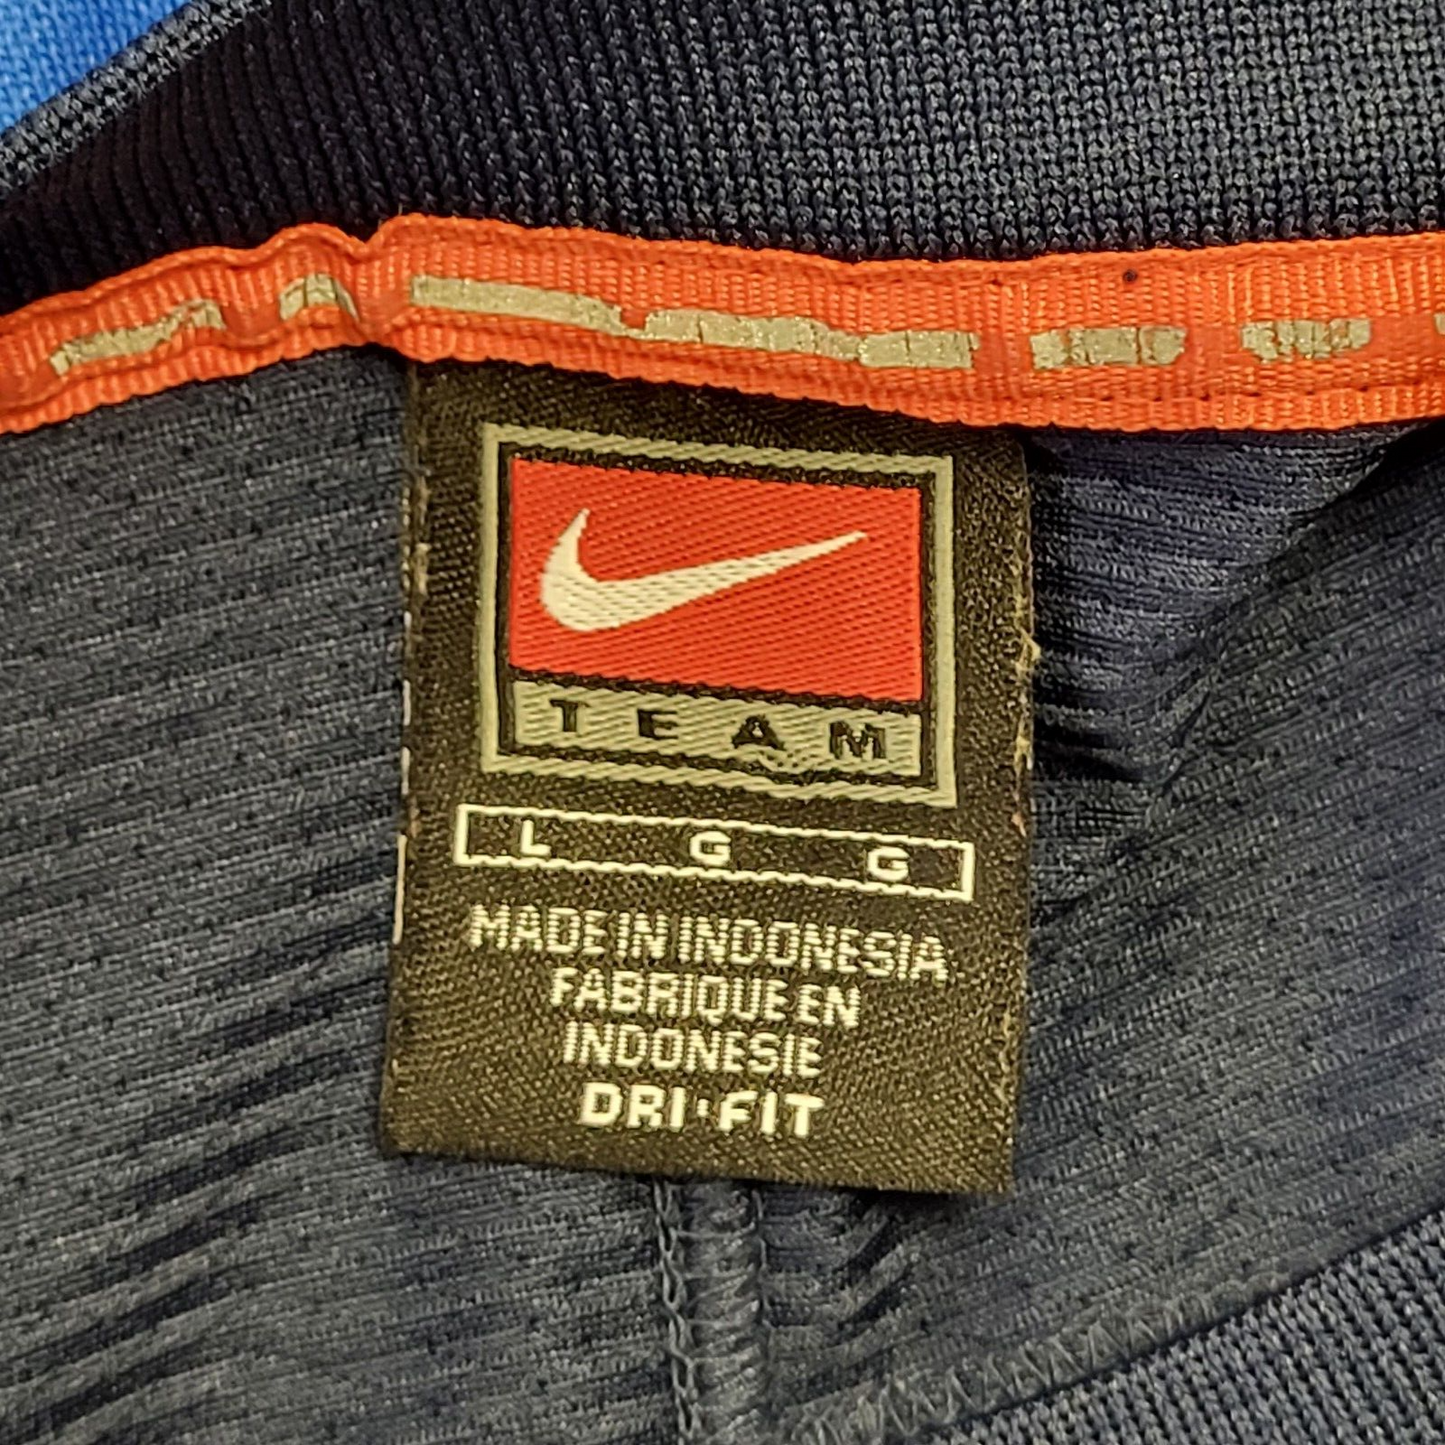 TEAM
L G G
MADE IN INDONESIA
FABRIQUE EN
INDONESIE
DRI·FIT